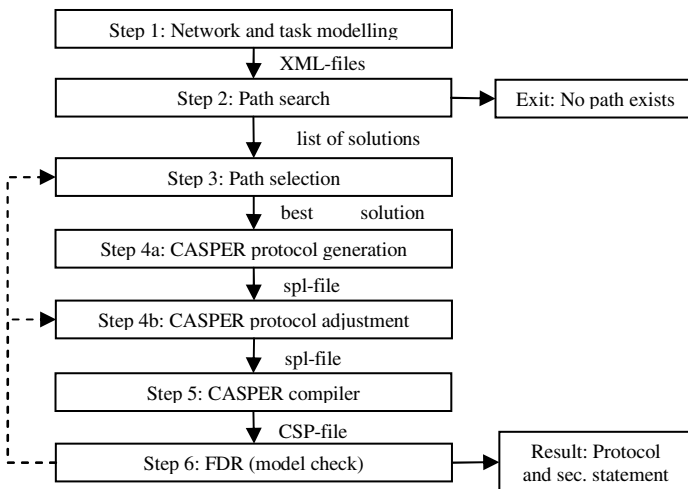 Step 1: Network and task modelling
XML-files
Step 2: Path search
Exit: No path exists
list of solutions
Step 3: Path selection
best solution
Step 4a: CASPER protocol generation
spl-file
Step 4b: CASPER protocol adjustment
spl-file
Step 5: CASPER compiler
CSP-file
Step 6: FDR (model check)
Result: Protocol
and sec. statement